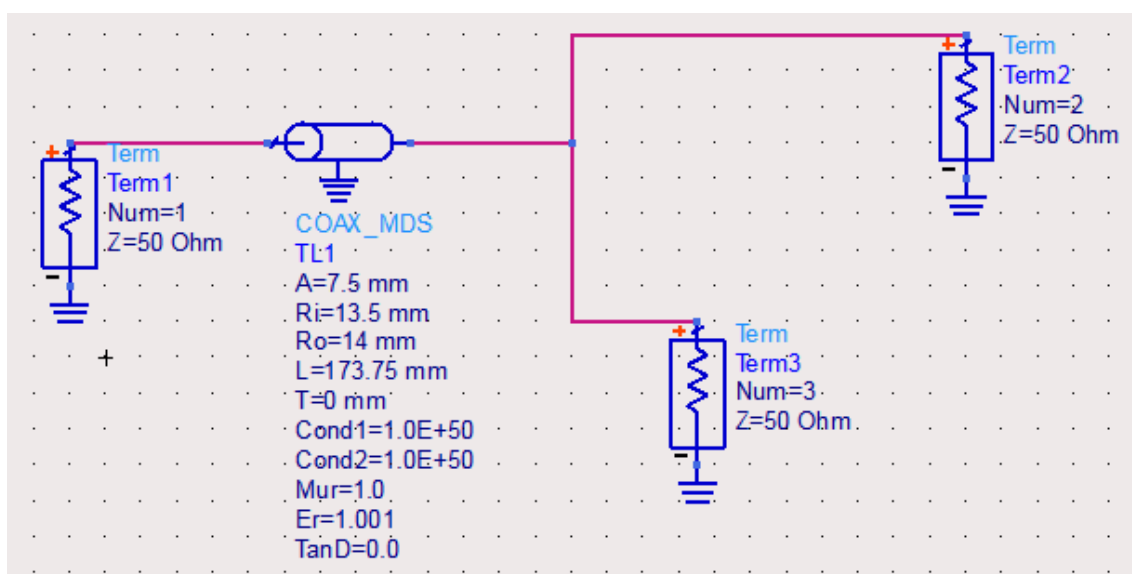 Term
Term2
Num=2
Z=50 Ohm
Term
Term1
Num=1
Z=50 Ohm
COAX_MDS
TL1
A=7.5 mm
Ri=13.5 mm
Ro=14 mm
L=173.75 mm
T=0 mm
Cond1=1.0E+50
Cond2=1.0E+50
Mur=1.0
Er=1.001
TanD=0.0
Term
Term3
Num=3
Z=50 Ohm